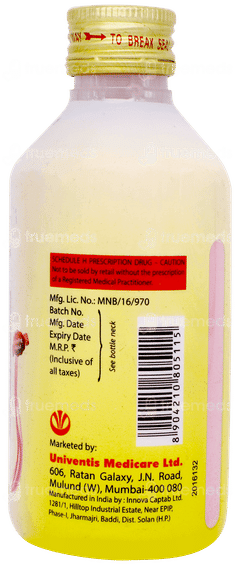 WAY TO BREAK SEAL
SCHEDULE H PRESCRIPTION DRUG - CAUTION
Not to be sold by retail without the prescription
of a Registered Medical Practitioner.
Mfg. Lic. No.: MNB/16/970
Batch No.
Mfg. Date
Expiry Date
M.R.P. ₹
(Inclusive of
all taxes)
See bottle neck
8904210805115
Marketed by:
Univentis Medicare Ltd.
606, Ratan Galaxy, J.N. Road,
Mulund (W), Mumbai-400 080
Manufactured in India by : Innova Captab Ltd.
1281/1, Hilltop Industrial Estate, Near EPIP,
Phase-I, Jharmajri, Baddi, Dist. Solan (H.P.)
2016132
truemeds